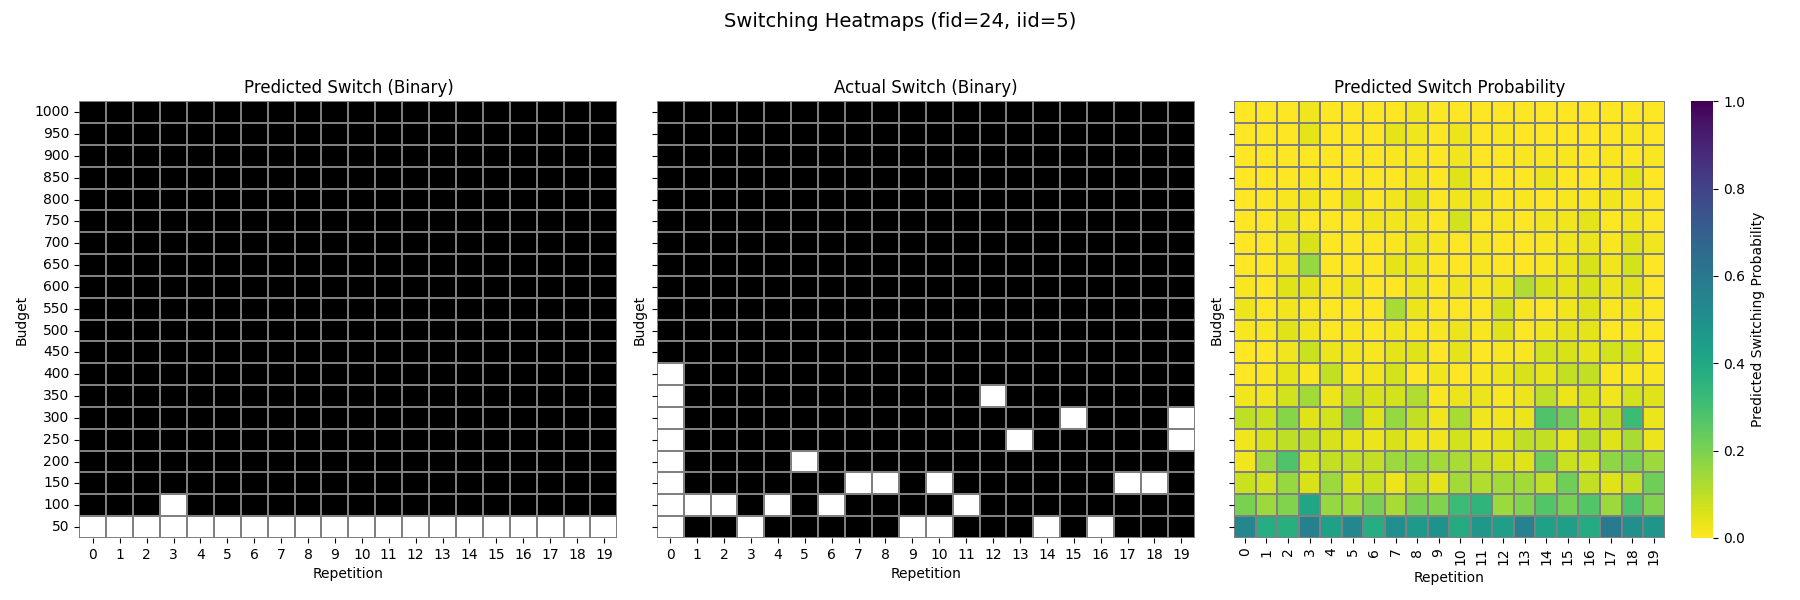 Switching Heatmaps (fid=24, iid=5)
Predicted Switch (Binary)
Budget
1000
950
900
850
800
750
700
650
600
550
500
450
400
350
300
250
200
150
100
50
0 1 2 3 4 5 6 7 8 9 10 11 12 13 14 15 16 17 18 19
Repetition
Actual Switch (Binary)
Budget
0 1 2 3 4 5 6 7 8 9 10 11 12 13 14 15 16 17 18 19
Repetition
Predicted Switch Probability
Budget
0 1 2 3 4 5 6 7 8 9 10 11 12 13 14 15 16 17 18 19
Repetition
1.0
0.8
0.6
0.4
0.2
0.0
Predicted Switching Probability